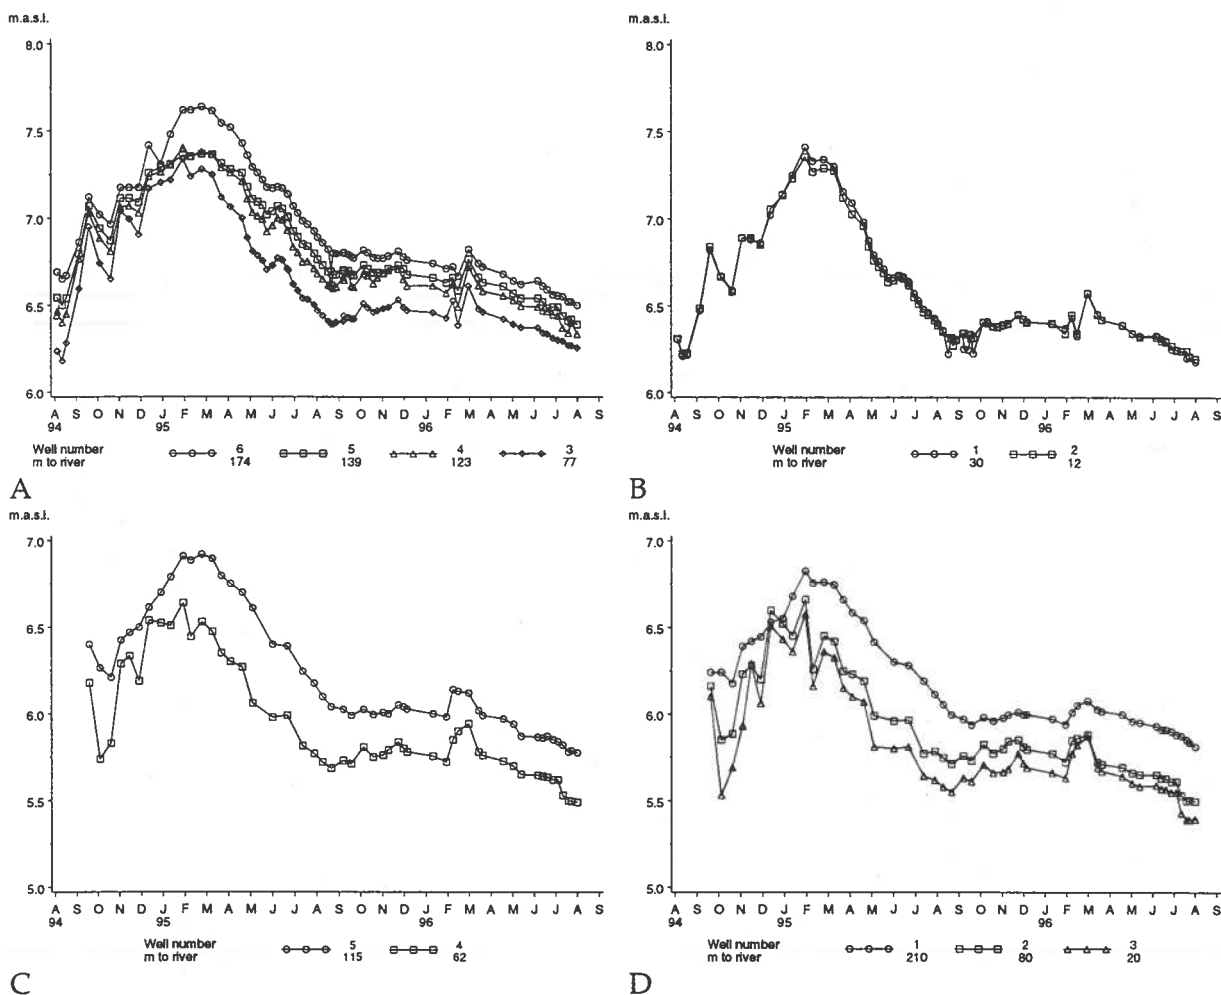 m.a.s.l.
8.0
7.5
7.0
6.5
6.0
A S O N D J F M A M J J A S O N D J F M A M J J A S
94 95 96
Well number 6 5 4 3
m to river 174 139 123 77
A
m.a.s.l.
8.0
7.5
7.0
6.5
6.0
A S O N D J F M A M J J A S O N D J F M A M J J A S
94 95 96
Well number 1 2
m to river 30 12
B
m.a.s.l.
7.0
6.5
6.0
5.5
5.0
A S O N D J F M A M J J A S O N D J F M A M J J A S
94 95 96
Well number 5 4
m to river 115 62
C
m.a.s.l.
7.0
6.5
6.0
5.5
5.0
A S O N D J F M A M J J A S O N D J F M A M J J A S
94 95 96
Well number 1 2 3
m to river 210 80 20
D